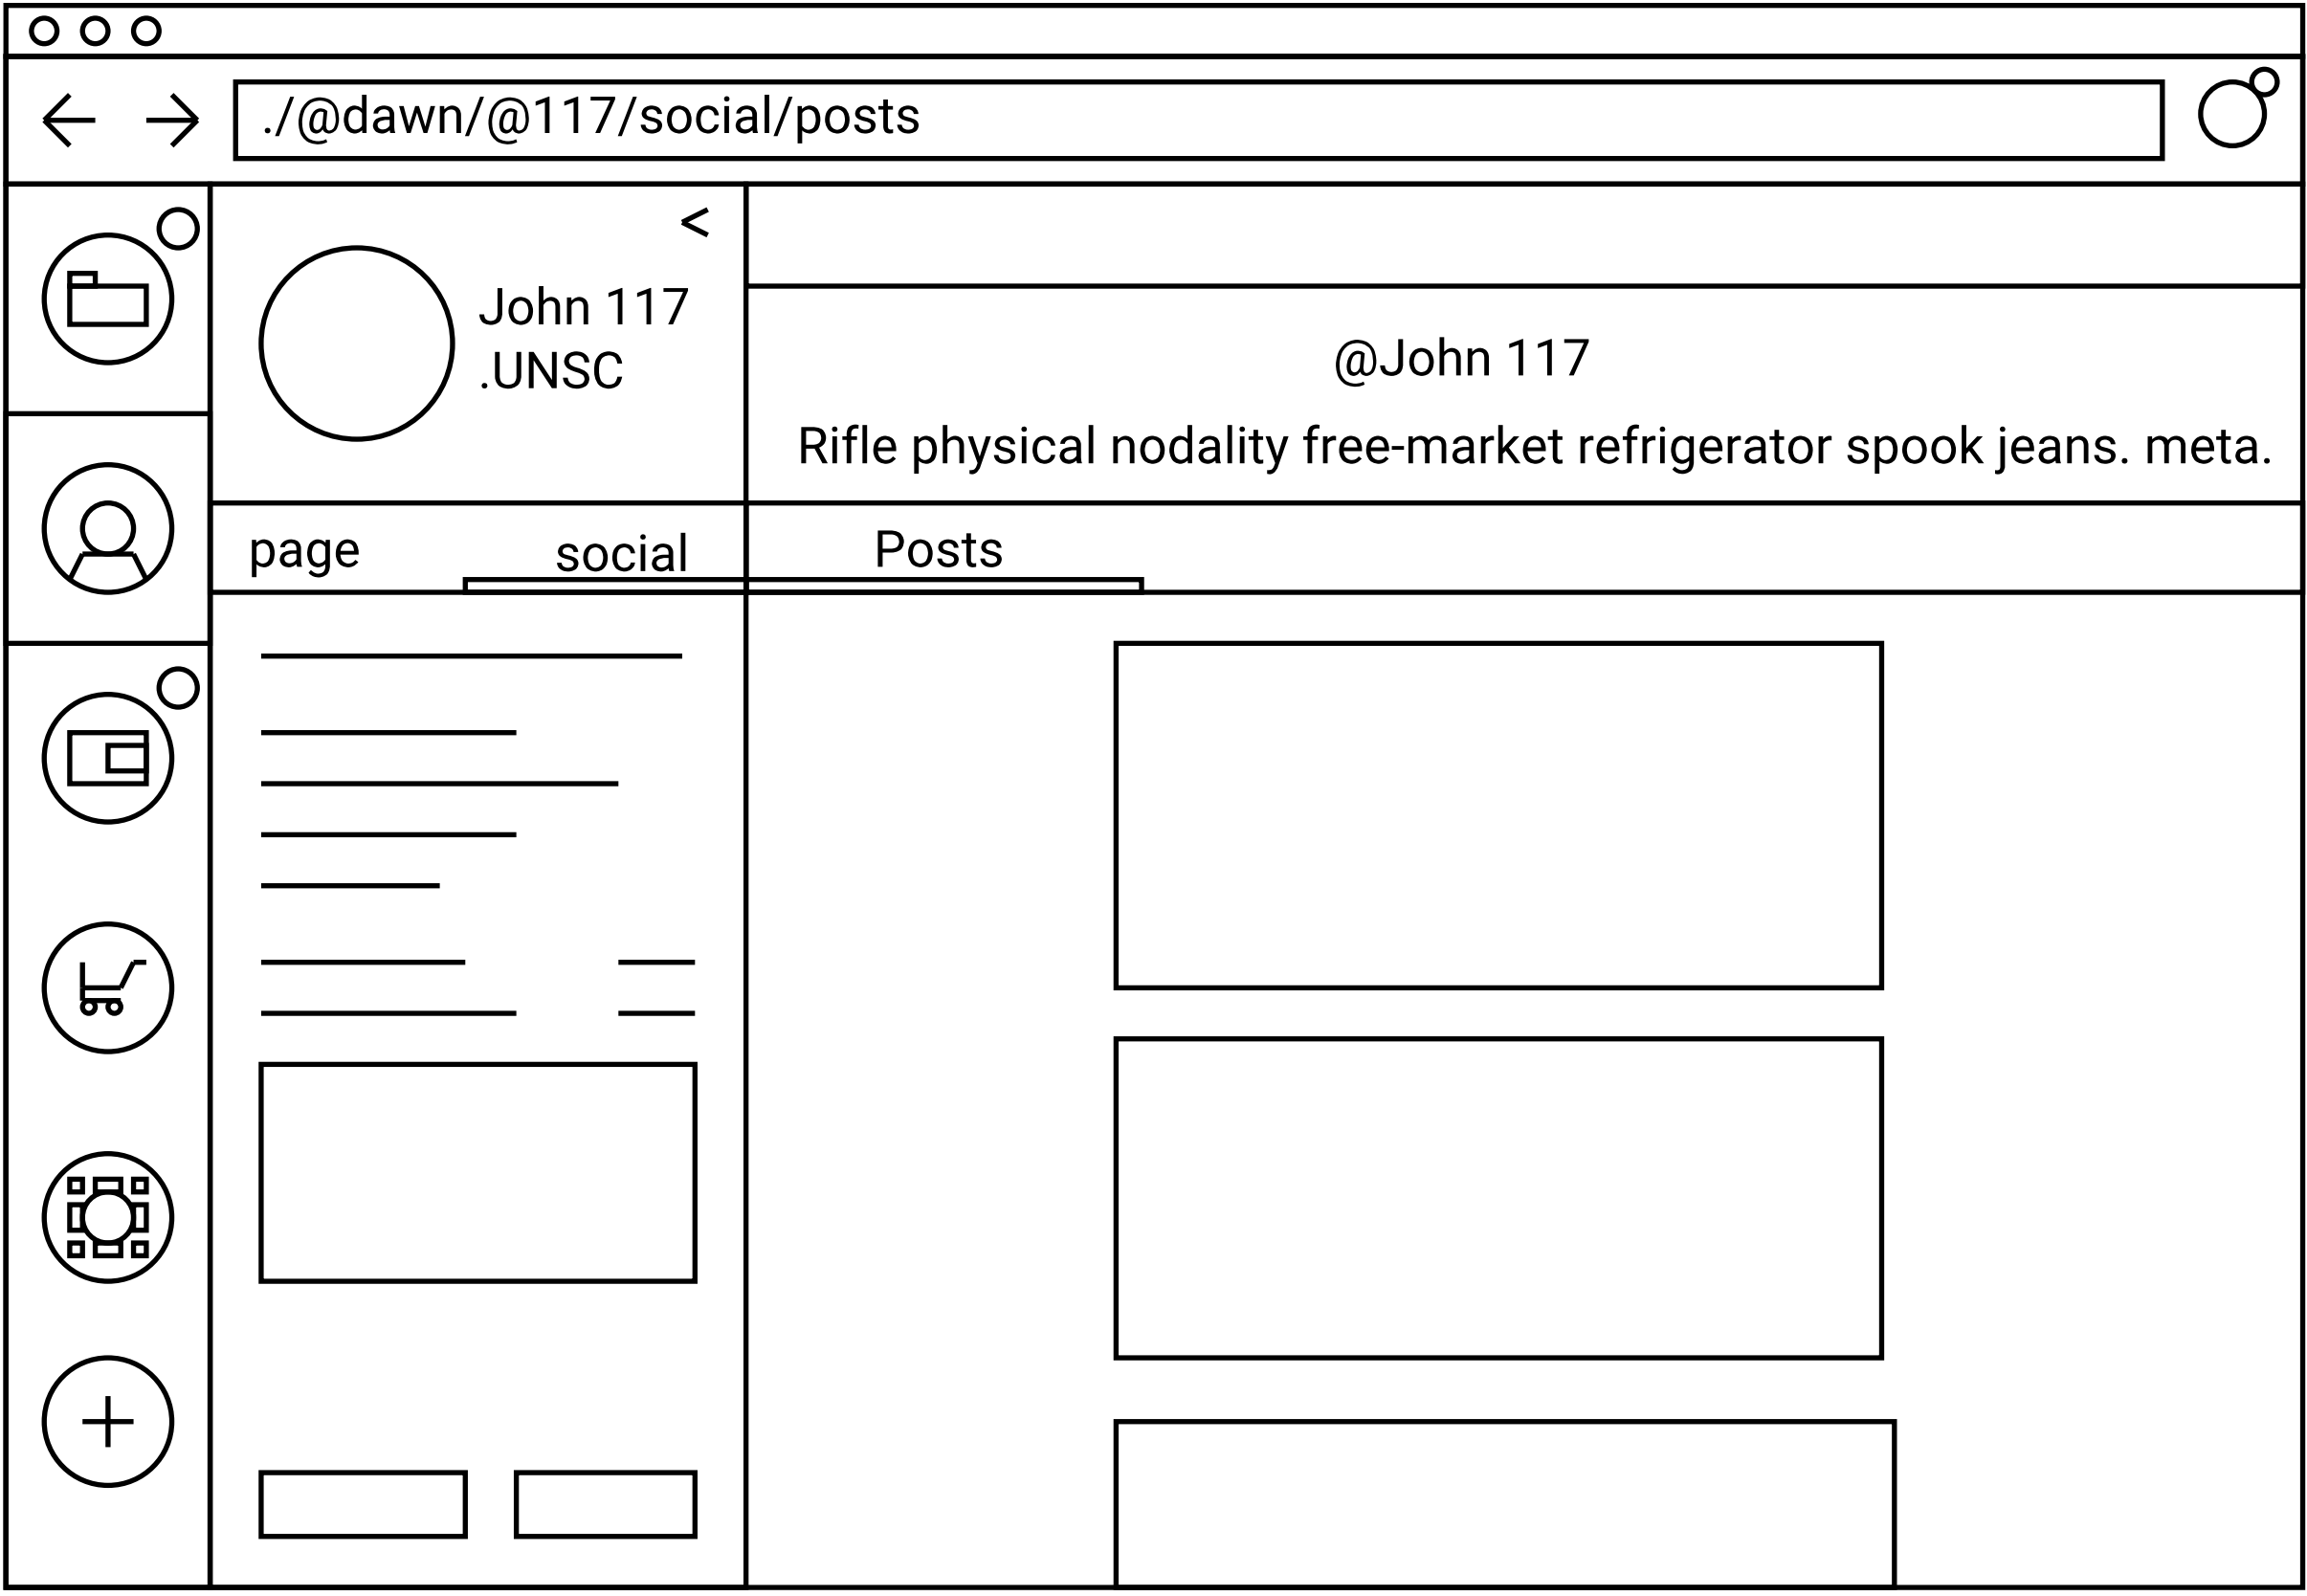 ./@dawn/@117/social/posts
John 117
.UNSC
@John 117
Rifle physical nodality free-market refrigerator spook jeans. meta.
page
social
Posts